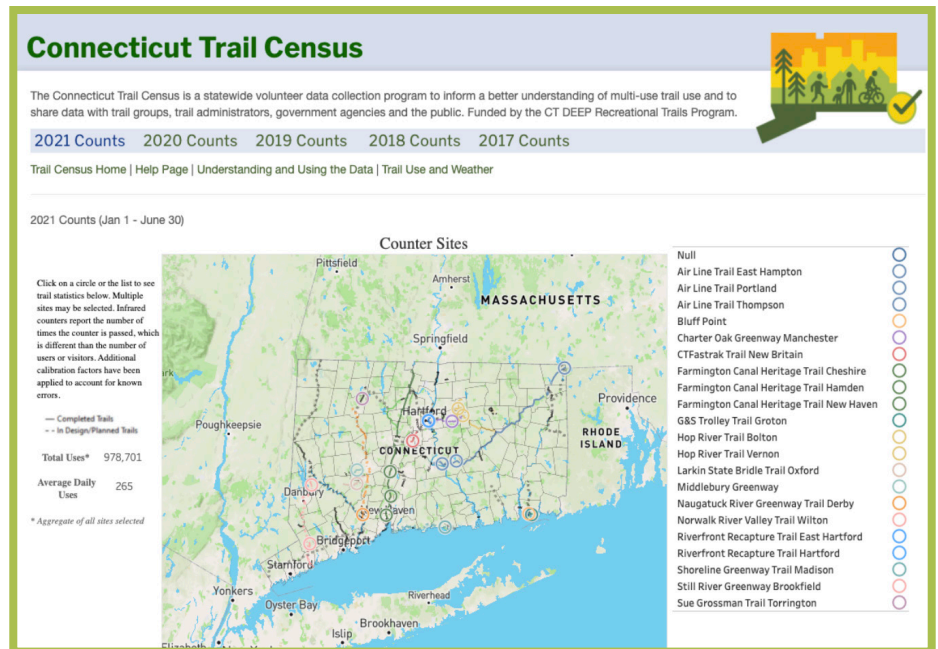 Connecticut Trail Census
The Connecticut Trail Census is a statewide volunteer data collection program to inform a better understanding of multi-use trail use and to
share data with trail groups, trail administrators, government agencies and the public. Funded by the CT DEEP Recreational Trails Program.
2021 Counts 2020 Counts 2019 Counts 2018 Counts 2017 Counts
Trail Census Home | Help Page | Understanding and Using the Data | Trail Use and Weather
2021 Counts (Jan 1 - June 30)
Counter Sites
Click on a circle or the list to see
trail statistics below. Multiple
sites may be selected. Infrared
counters report the number of
times the counter is passed, which
is different than the number of
users or visitors. Additional
calibration factors have been
applied to account for known
errors.
Completed Trails
In Design/Planned Trails
Total Uses* 978,701
Average Daily
Uses 265
* Aggregate of all sites selected
Pittsfield
Amherst
MASSACHUSETTS
Springfield
Poughkeepsie
Hartford
Providence
RHODE
ISLAND
CONNECTICUT
Danbury
New Haven
Bridgeport
Stamford
Yonkers
Oyster Bay
Riverhead
Brookhaven
Islip
Elizabeth
Null
Air Line Trail East Hampton
Air Line Trail Portland
Air Line Trail Thompson
Bluff Point
Charter Oak Greenway Manchester
CTFastrak Trail New Britain
Farmington Canal Heritage Trail Cheshire
Farmington Canal Heritage Trail Hamden
Farmington Canal Heritage Trail New Haven
G&S Trolley Trail Groton
Hop River Trail Bolton
Hop River Trail Vernon
Larkin State Bridle Trail Oxford
Middlebury Greenway
Naugatuck River Greenway Trail Derby
Norwalk River Valley Trail Wilton
Riverfront Recapture Trail East Hartford
Riverfront Recapture Trail Hartford
Shoreline Greenway Trail Madison
Still River Greenway Brookfield
Sue Grossman Trail Torrington